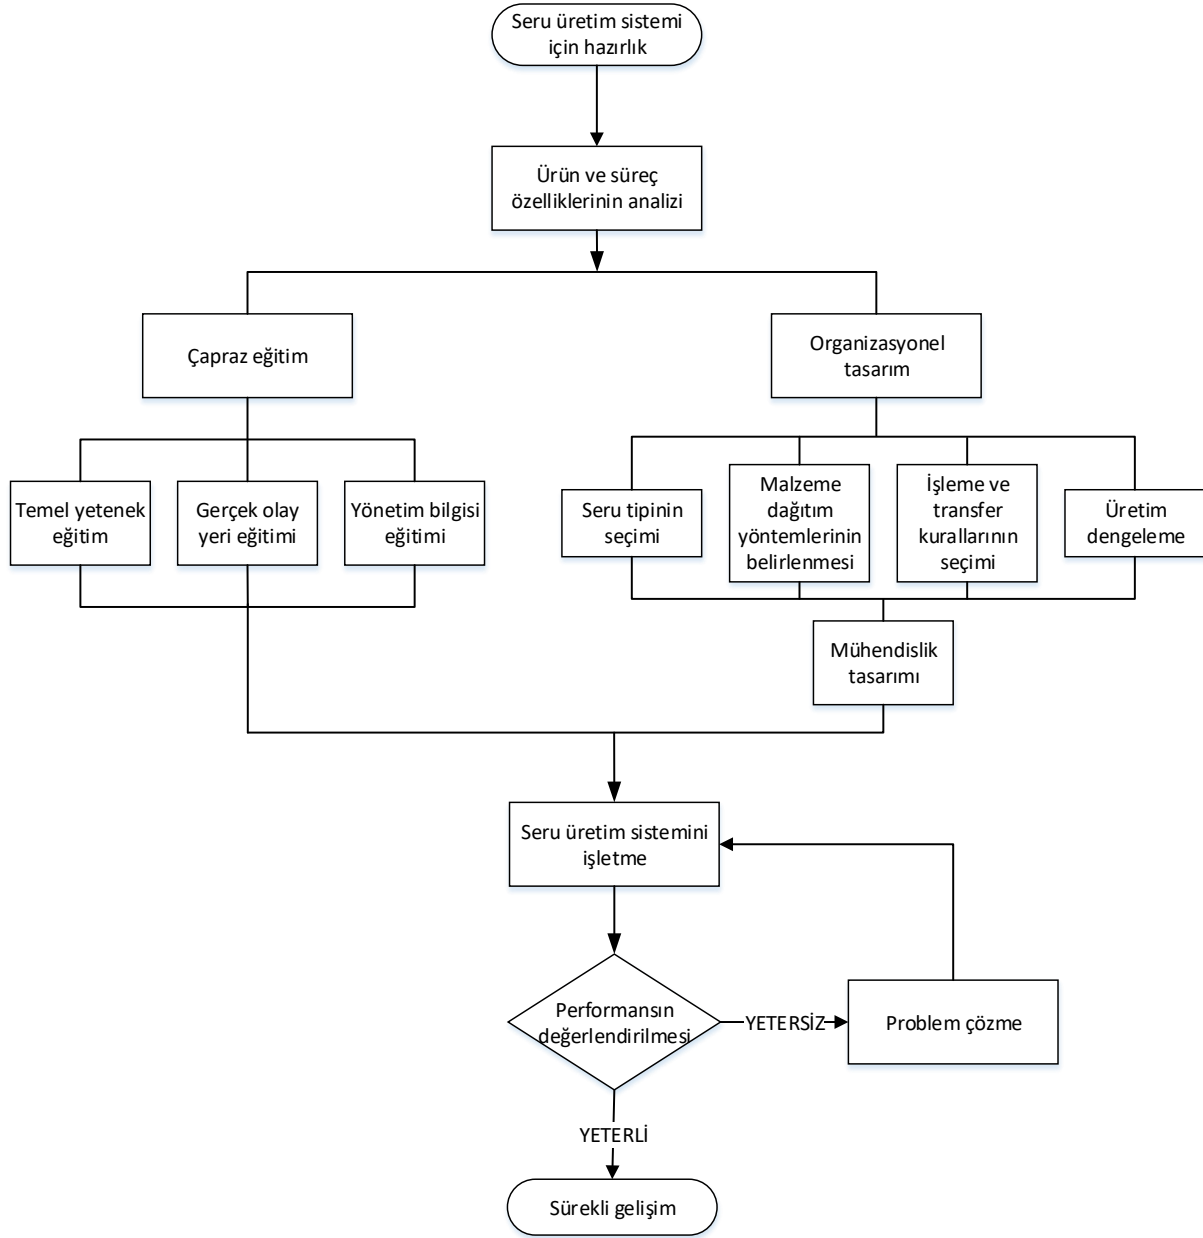 Seru üretim sistemi
için hazırlık
Ürün ve süreç
özelliklerinin analizi
Çapraz eğitim
Organizasyonel
tasarım
Temel yetenek
eğitim
Gerçek olay
yeri eğitimi
Yönetim bilgisi
eğitimi
Seru tipinin
seçimi
Malzeme
dağıtım
yöntemlerinin
belirlenmesi
İşleme ve
transfer
kurallarının
seçimi
Üretim
dengeleme
Mühendislik
tasarımı
Seru üretim sistemini
işletme
Performansın
değerlendirilmesi
YETERSİZ
Problem çözme
YETERLİ
Sürekli gelişim